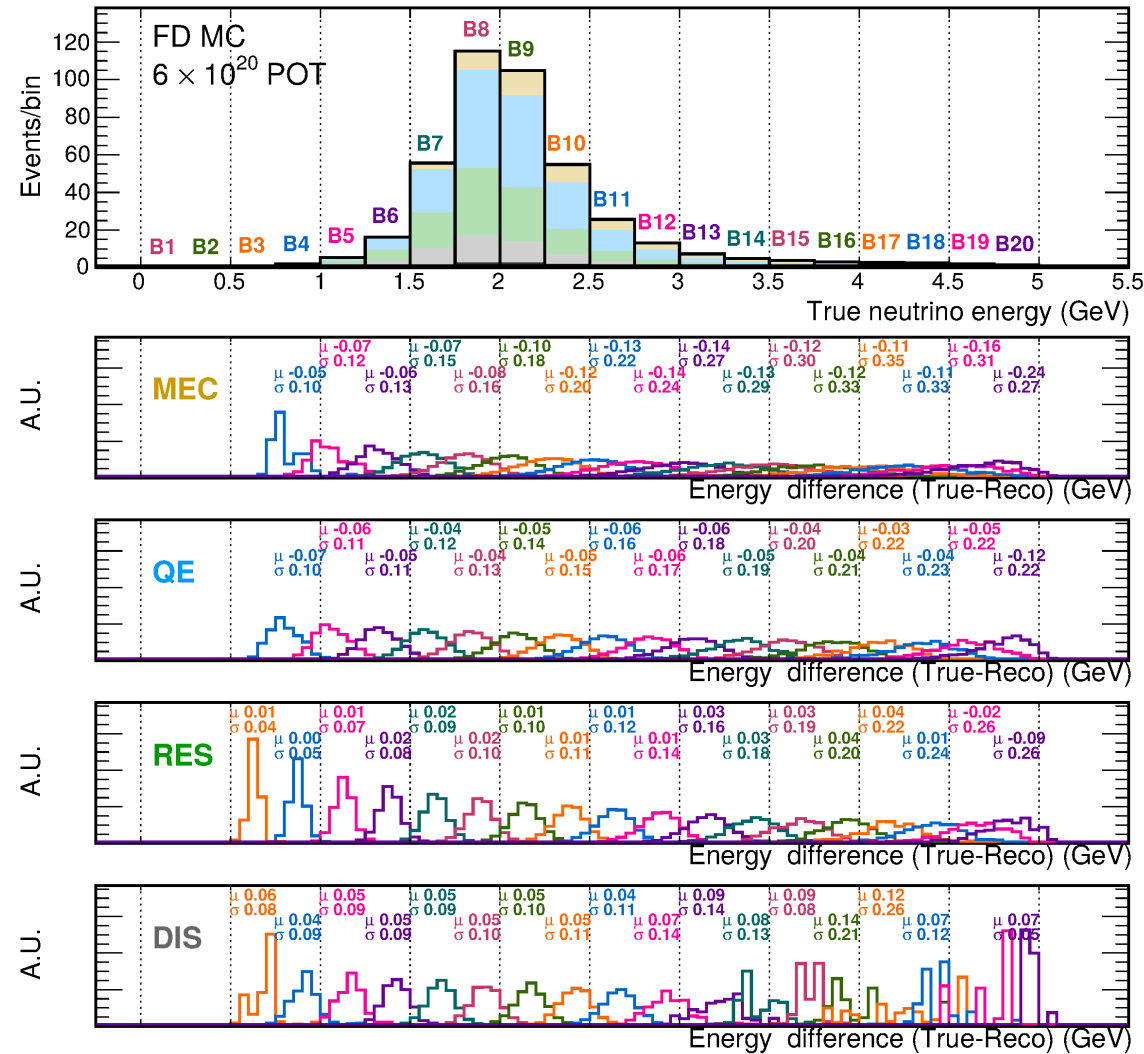 FD MC
6 × 10²⁰ POT
Events/bin
120
100
80
60
40
20
0
B1 B2 B3 B4 B5 B6 B7 B8 B9 B10 B11 B12 B13 B14 B15 B16 B17 B18 B19 B20
0 0.5 1 1.5 2 2.5 3 3.5 4 4.5 5 5.5
True neutrino energy (GeV)
A.U.
MEC
μ -0.07 μ -0.07 μ -0.10 μ -0.13 μ -0.14 μ -0.12 μ -0.11 μ -0.16
σ 0.12 σ 0.15 σ 0.18 σ 0.22 σ 0.27 σ 0.30 σ 0.35 σ 0.31
μ -0.05 μ -0.06 μ -0.08 μ -0.12 μ -0.14 μ -0.13 μ -0.12 μ -0.11 μ -0.24
σ 0.10 σ 0.13 σ 0.16 σ 0.20 σ 0.24 σ 0.29 σ 0.33 σ 0.33 σ 0.27
Energy difference (True-Reco) (GeV)
A.U.
QE
μ -0.06 μ -0.04 μ -0.05 μ -0.06 μ -0.06 μ -0.04 μ -0.03 μ -0.05
σ 0.11 σ 0.12 σ 0.14 σ 0.16 σ 0.18 σ 0.20 σ 0.22 σ 0.22
μ -0.07 μ -0.05 μ -0.04 μ -0.05 μ -0.06 μ -0.05 μ -0.04 μ -0.04 μ -0.12
σ 0.10 σ 0.11 σ 0.13 σ 0.15 σ 0.17 σ 0.19 σ 0.21 σ 0.23 σ 0.22
Energy difference (True-Reco) (GeV)
A.U.
RES
μ 0.01 μ 0.01 μ 0.02 μ 0.01 μ 0.01 μ 0.03 μ 0.03 μ 0.04 μ -0.02
σ 0.04 σ 0.07 σ 0.09 σ 0.10 σ 0.12 σ 0.16 σ 0.19 σ 0.22 σ 0.26
μ 0.00 μ 0.02 μ 0.02 μ 0.01 μ 0.01 μ 0.03 μ 0.04 μ 0.01 μ -0.09
σ 0.05 σ 0.08 σ 0.10 σ 0.11 σ 0.14 σ 0.18 σ 0.20 σ 0.24 σ 0.26
Energy difference (True-Reco) (GeV)
A.U.
DIS
μ 0.06 μ 0.05 μ 0.05 μ 0.05 μ 0.04 μ 0.09 μ 0.09 μ 0.12
σ 0.08 σ 0.09 σ 0.09 σ 0.10 σ 0.11 σ 0.14 σ 0.08 σ 0.26
μ 0.04 μ 0.05 μ 0.05 μ 0.05 μ 0.07 μ 0.08 μ 0.14 μ 0.07 μ 0.07
σ 0.09 σ 0.09 σ 0.10 σ 0.11 σ 0.14 σ 0.13 σ 0.21 σ 0.12 σ 0.05
Energy difference (True-Reco) (GeV)